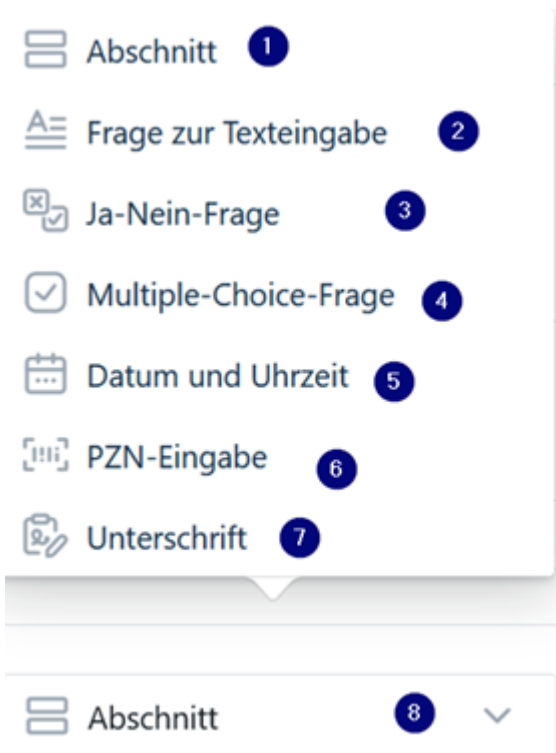 Abschnitt 1
Frage zur Texteingabe 2
Ja-Nein-Frage 3
Multiple-Choice-Frage 4
Datum und Uhrzeit 5
PZN-Eingabe 6
Unterschrift 7
Abschnitt 8